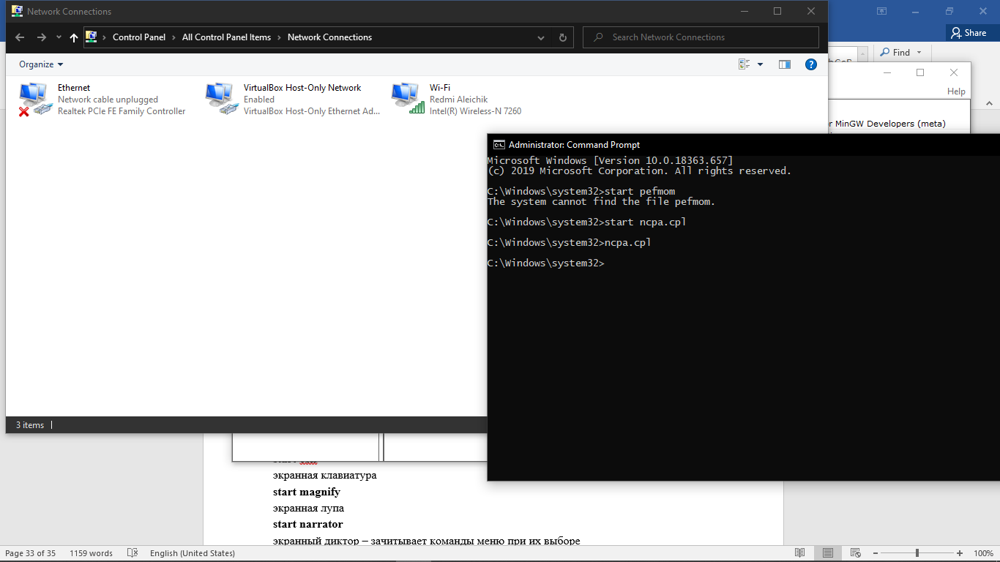 Network Connections
Control Panel > All Control Panel Items > Network Connections
Search Network Connections
Organize
Ethernet
Network cable unplugged
Realtek PCIe FE Family Controller
VirtualBox Host-Only Network
Enabled
VirtualBox Host-Only Ethernet Ad...
Wi-Fi
Redmi Aleichik
Intel(R) Wireless-N 7260
3 items
Share
Find
Help
MinGW Developers (meta)
Administrator: Command Prompt
Microsoft Windows [Version 10.0.18363.657]
(c) 2019 Microsoft Corporation. All rights reserved.
C:\Windows\system32>start pefmom
The system cannot find the file pefmom.
C:\Windows\system32>start ncpa.cpl
C:\Windows\system32>ncpa.cpl
C:\Windows\system32>
экранная клавиатура
start magnify
экранная лупа
start narrator
экранный диктор – зачитывает команды меню при их выборе
Page 33 of 35
1159 words
English (United States)
100%